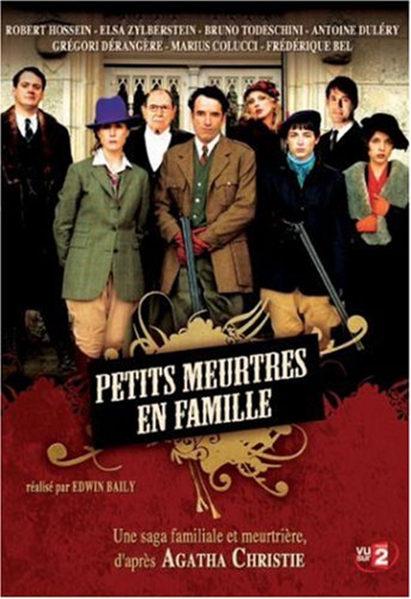 ROBERT HOSSEIN - ELSA ZYLBERSTEIN - BRUNO TODESCHINI - ANTOINE DULÉRY
GRÉGORI DÉRANGÈRE - MARIUS COLUCCI - FRÉDÉRIQUE BEL
PETITS MEURTRES
EN FAMILLE
réalisé par EDWIN BAILY
Une saga familiale et meurtrière,
d'après AGATHA CHRISTIE
VU
sur 2